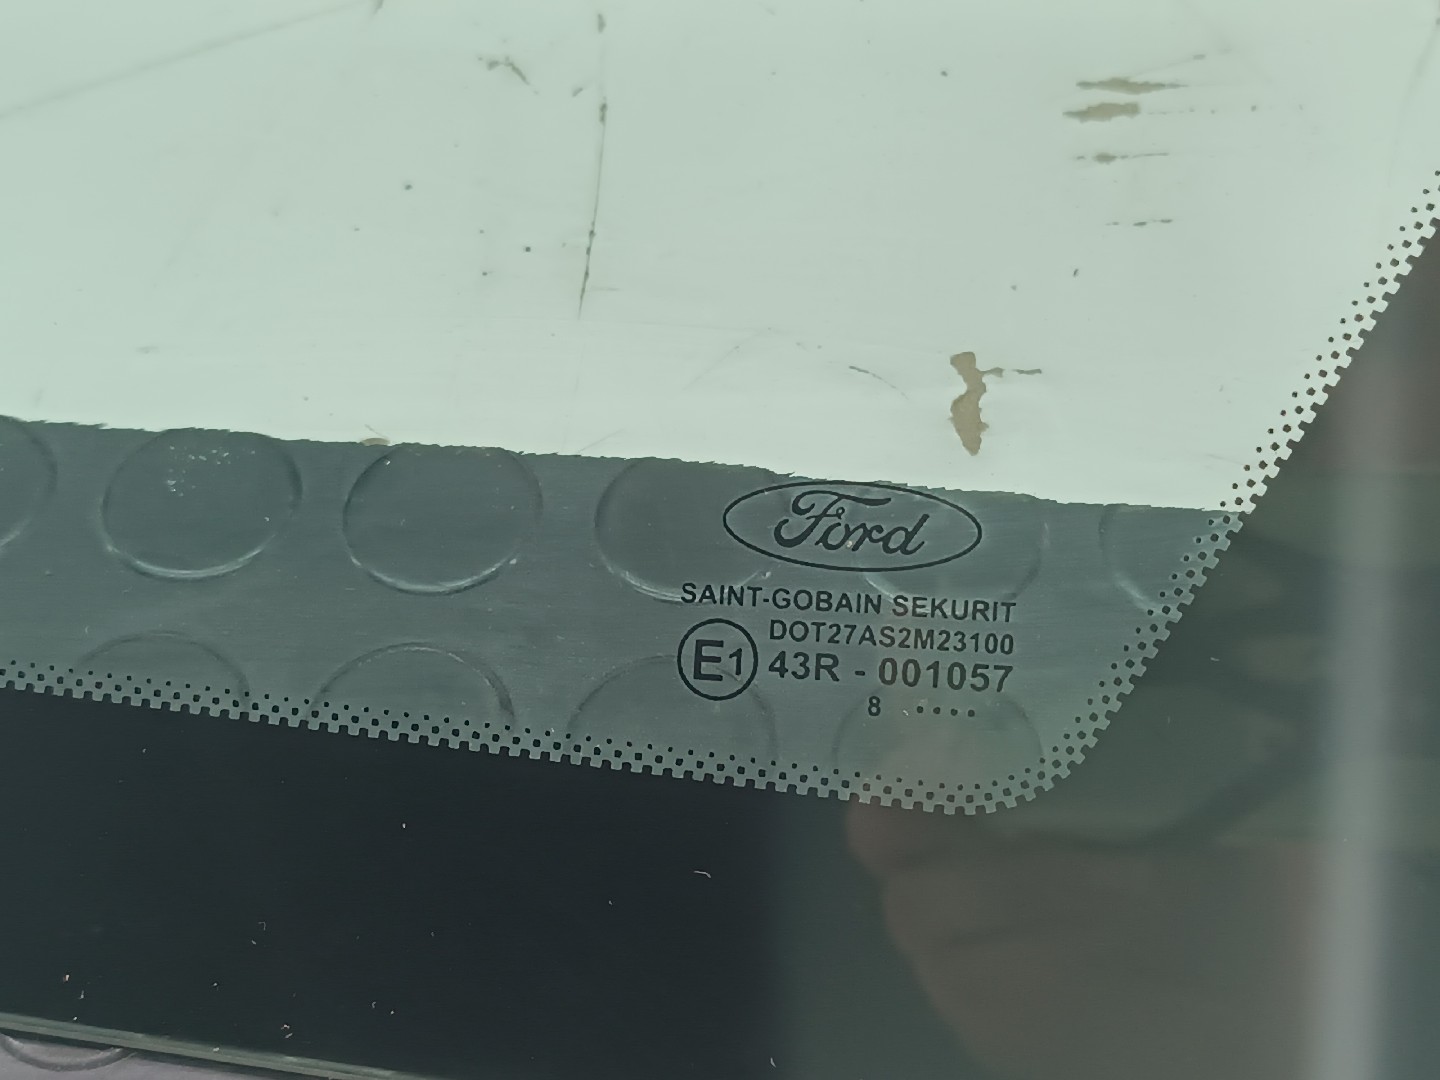 Ford
SAINT-GOBAIN SEKURIT
DOT27AS2M23100
E1 43R - 001057
8 ....